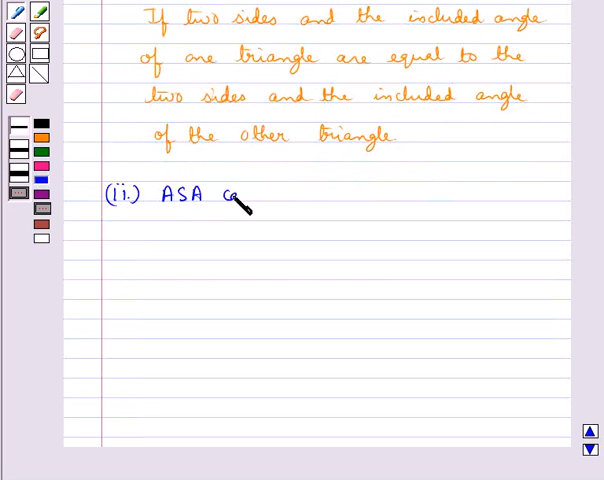 If two sides and the included angle
of one triangle are equal to the
two sides and the included angle
of the other triangle.
(ii.) ASA co